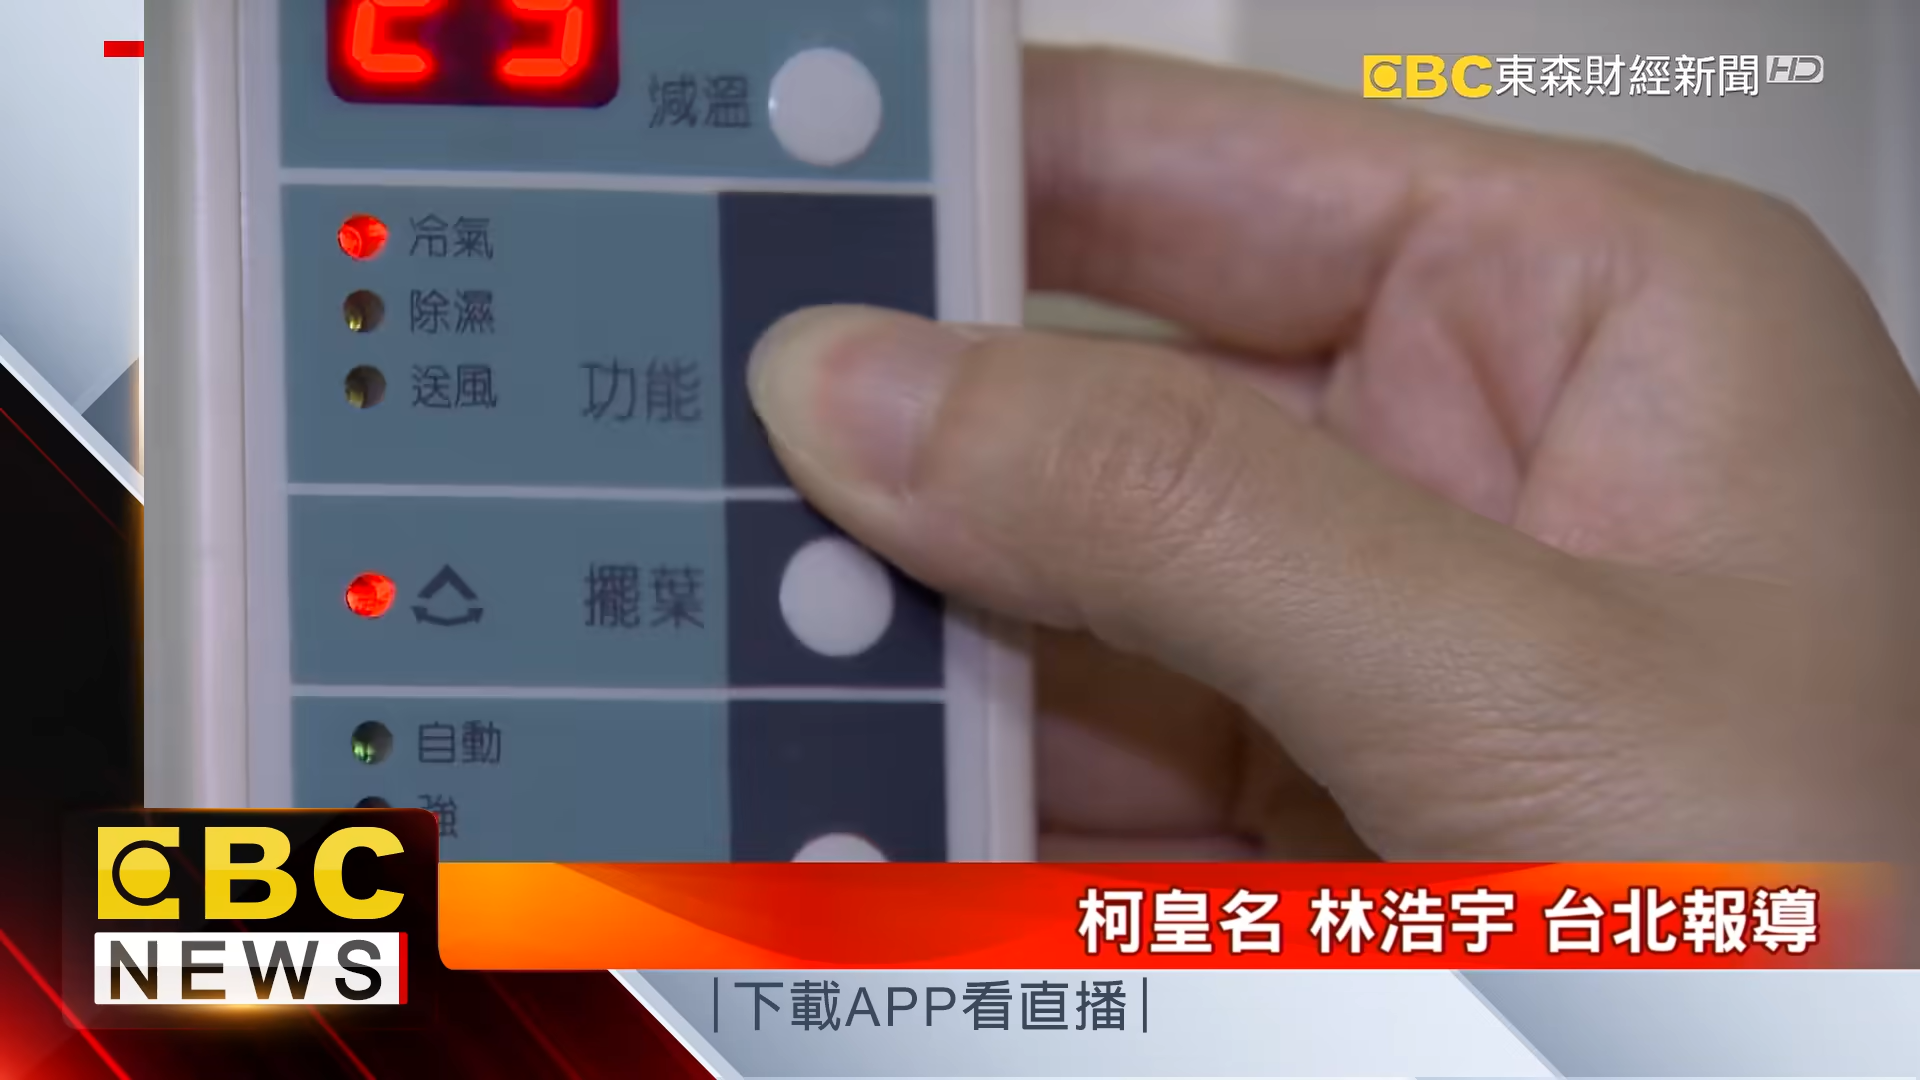 EBC東森財經新聞HD
減溫
冷氣
除濕
送風
功能
擺葉
自動
強
EBC
NEWS
柯皇名 林浩宇 台北報導
|下載APP看直播|